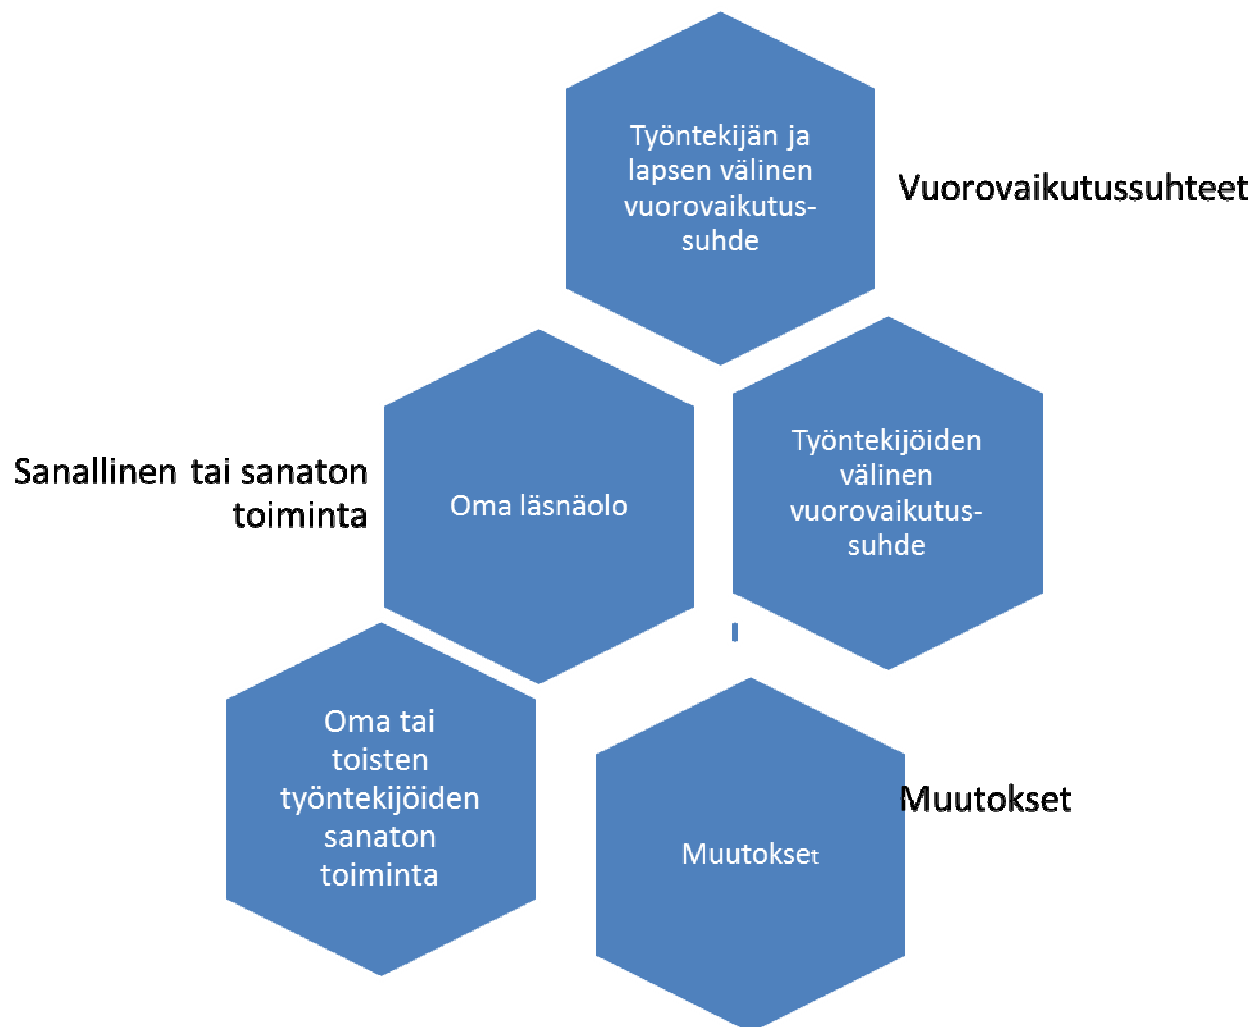 Työntekijän ja
lapsen välinen
vuorovaikutus-
suhde
Vuorovaikutussuhteet
Sanallinen tai sanaton
toiminta
Oma läsnäolo
Työntekijöiden
välinen
vuorovaikutus-
suhde
Oma tai
toisten
työntekijöiden
sanaton
toiminta
Muutokset
Muutokset